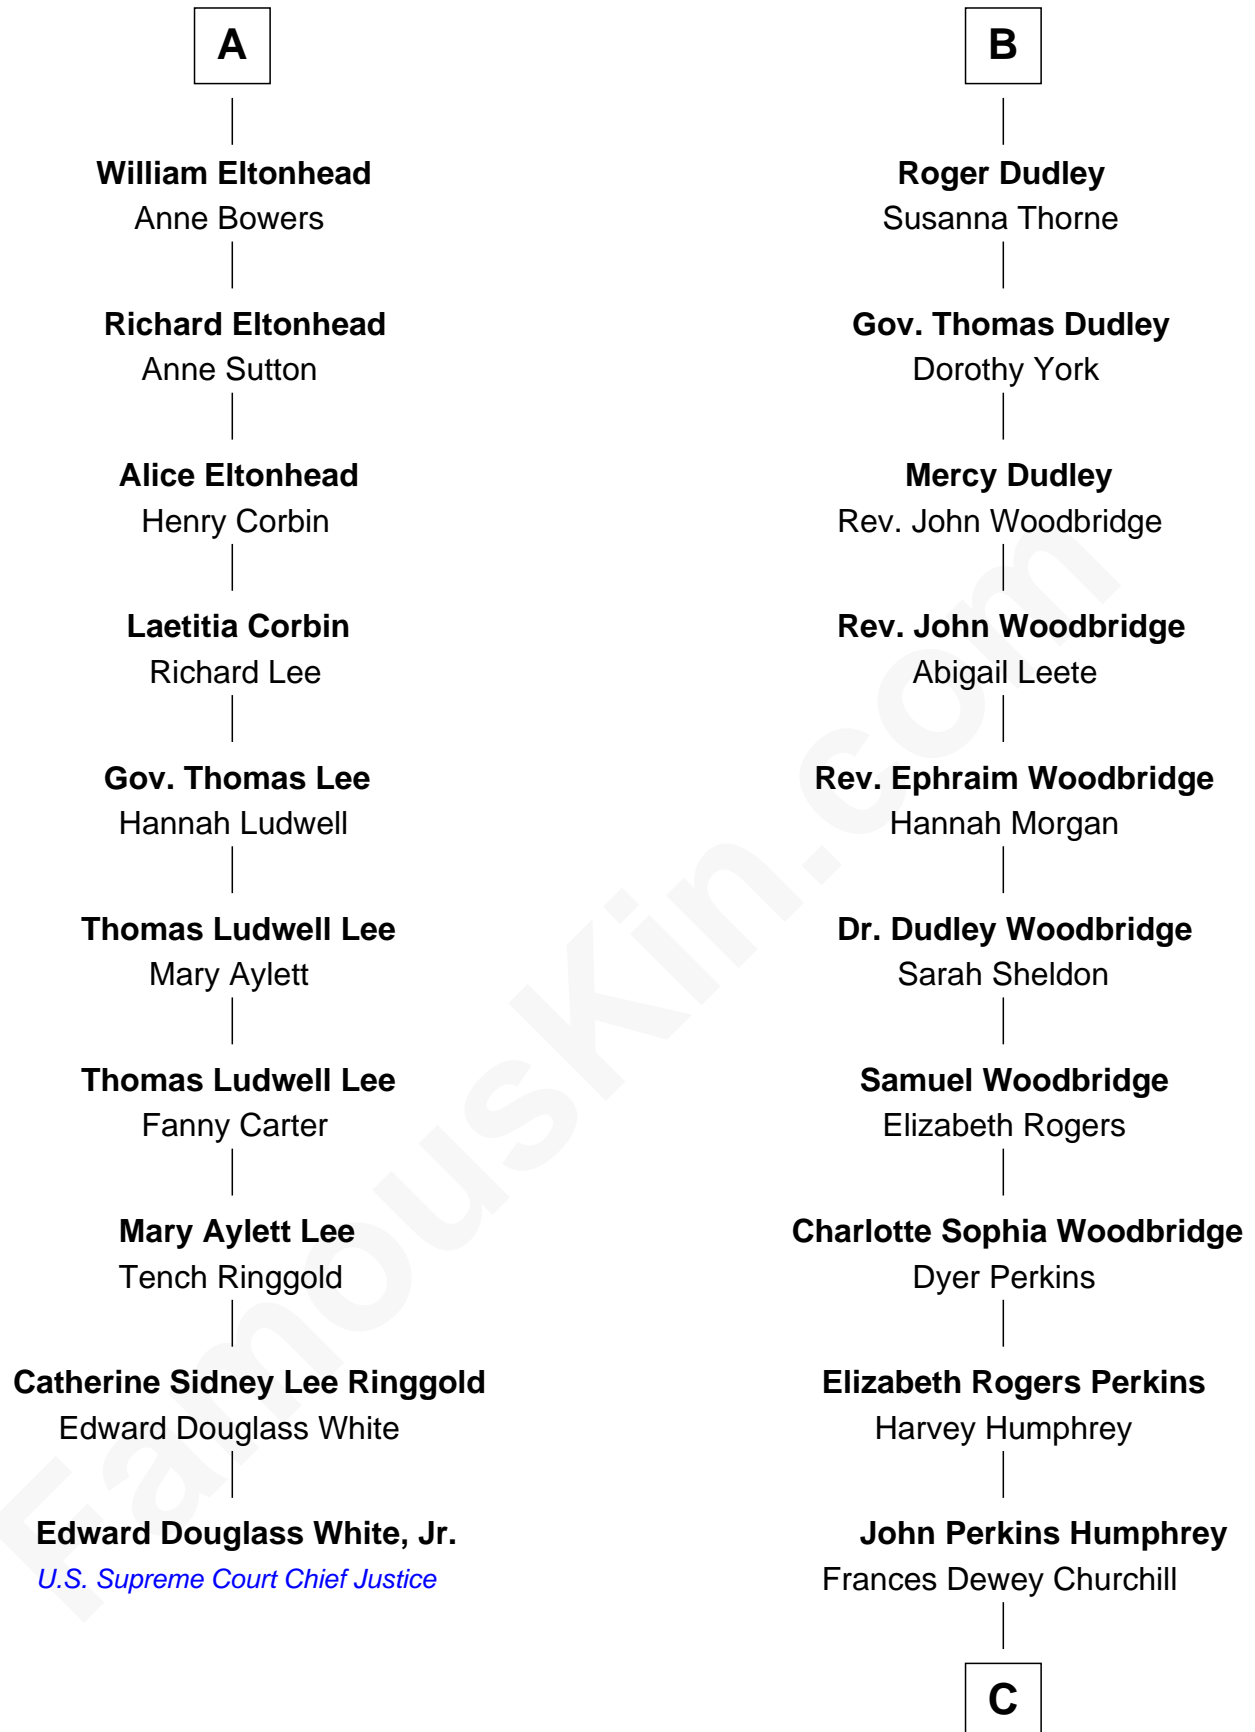 A
William Eltonhead
Anne Bowers
Richard Eltonhead
Anne Sutton
Alice Eltonhead
Henry Corbin
Laetitia Corbin
Richard Lee
Gov. Thomas Lee
Hannah Ludwell
Thomas Ludwell Lee
Mary Aylett
Thomas Ludwell Lee
Fanny Carter
Mary Aylett Lee
Tench Ringgold
Catherine Sidney Lee Ringgold
Edward Douglass White
Edward Douglass White, Jr.
U.S. Supreme Court Chief Justice
B
Roger Dudley
Susanna Thorne
Gov. Thomas Dudley
Dorothy York
Mercy Dudley
Rev. John Woodbridge
Rev. John Woodbridge
Abigail Leete
Rev. Ephraim Woodbridge
Hannah Morgan
Dr. Dudley Woodbridge
Sarah Sheldon
Samuel Woodbridge
Elizabeth Rogers
Charlotte Sophia Woodbridge
Dyer Perkins
Elizabeth Rogers Perkins
Harvey Humphrey
John Perkins Humphrey
Frances Dewey Churchill
C
FamousKin.com